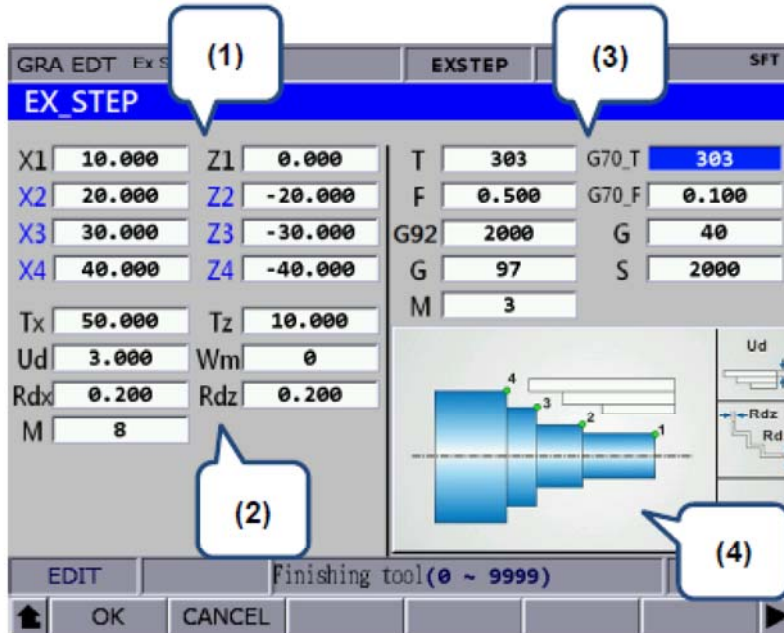 GRA EDT Ex S
(1)
EXSTEP
(3)
SFT
EX_STEP
X1 10.000 Z1 0.000
X2 20.000 Z2 -20.000
X3 30.000 Z3 -30.000
X4 40.000 Z4 -40.000
Tx 50.000 Tz 10.000
Ud 3.000 Wm 0
Rdx 0.200 Rdz 0.200
M 8
(2)
T 303 G70_T 303
F 0.500 G70_F 0.100
G92 2000 G 40
G 97 S 2000
M 3
4
3
2
1
Ud
Rdz
Rd
(4)
EDIT
Finishing tool(0 ~ 9999)
OK CANCEL